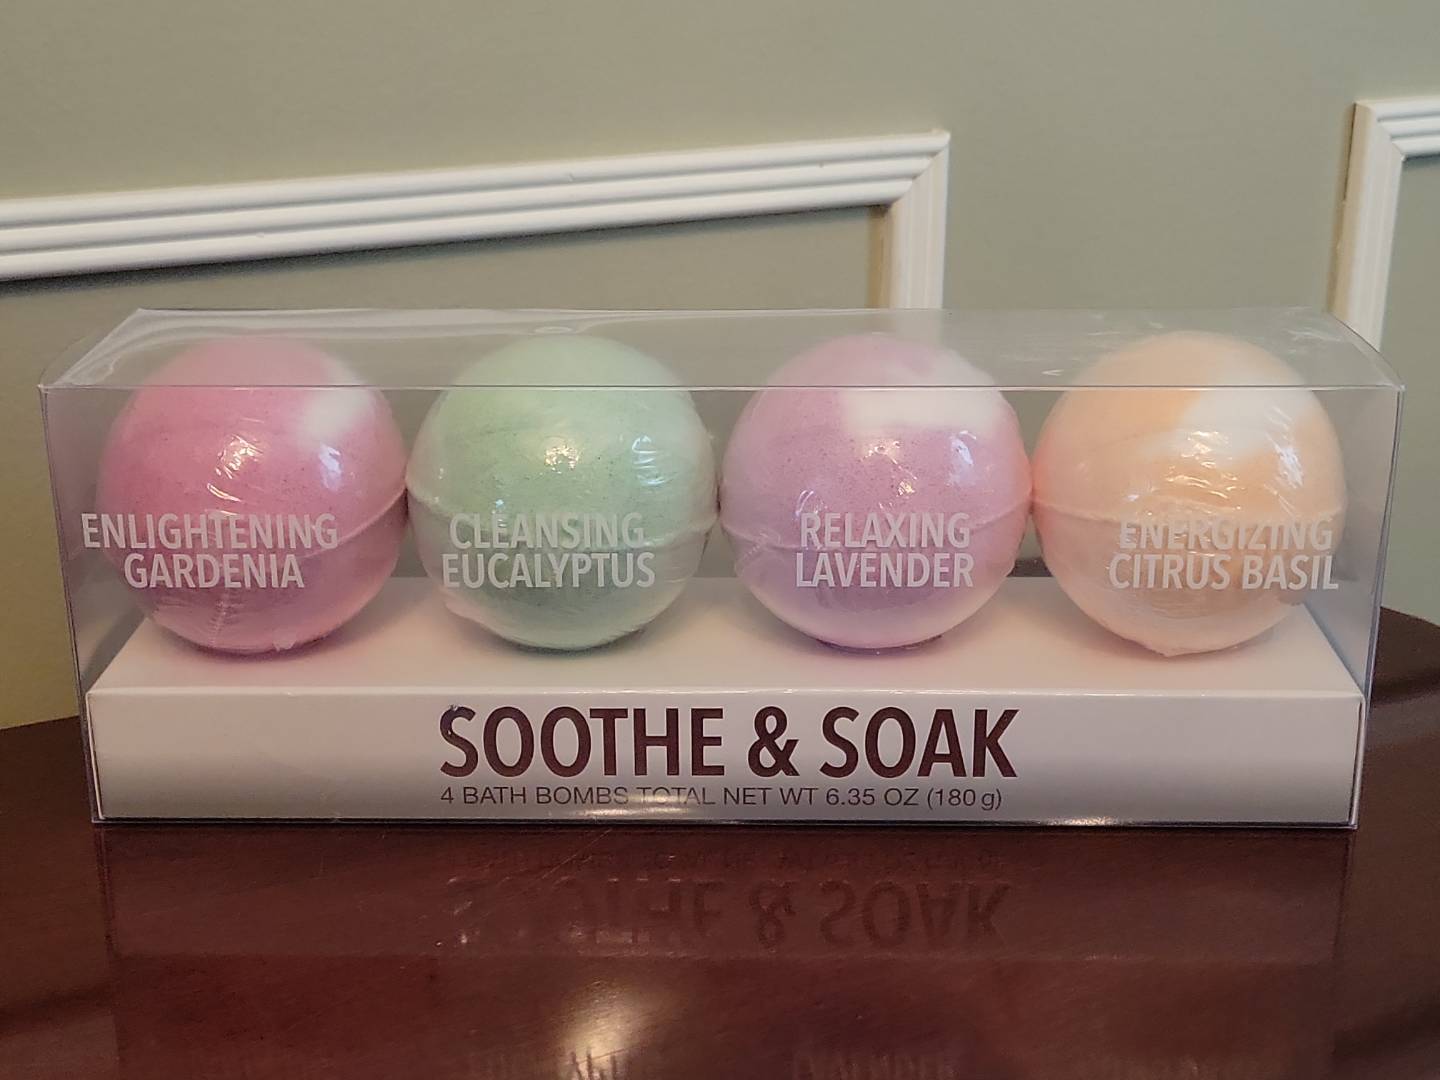 ENLIGHTENING
GARDENIA
CLEANSING
EUCALYPTUS
RELAXING
LAVENDER
ENERGIZING
CITRUS BASIL
SOOTHE & SOAK
4 BATH BOMBS TOTAL NET WT 6.35 OZ (180 g)